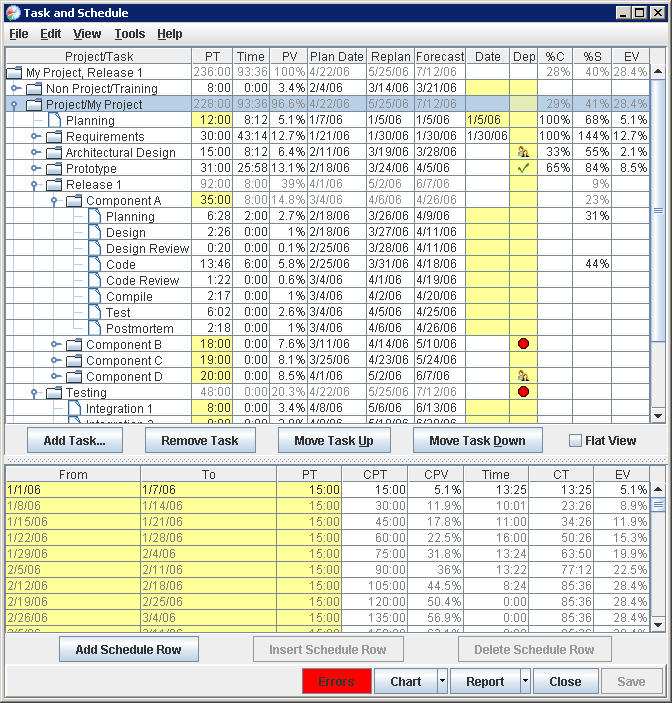 Task and Schedule
File Edit View Tools Help
Project/Task PT Time PV Plan Date Replan Forecast Date Dep %C %S EV
My Project, Release 1 236:00 93:36 100% 4/22/06 5/25/06 7/12/06 28% 40% 28.4%
Non Project/Training 8:00 0:00 3.4% 2/4/06 3/14/06 3/21/06
Project/My Project 228:00 93:36 96.6% 4/22/06 5/25/06 7/12/06 29% 41% 28.4%
Planning 12:00 8:12 5.1% 1/7/06 1/5/06 1/5/06 1/5/06 100% 68% 5.1%
Requirements 30:00 43:14 12.7% 1/21/06 1/30/06 1/30/06 1/30/06 100% 144% 12.7%
Architectural Design 15:00 8:12 6.4% 2/11/06 3/19/06 3/28/06 33% 55% 2.1%
Prototype 31:00 25:58 13.1% 2/18/06 3/24/06 4/5/06 65% 84% 8.5%
Release 1 92:00 8:00 39% 4/1/06 5/2/06 6/7/06 9%
Component A 35:00 8:00 14.8% 3/4/06 4/6/06 4/26/06 23%
Planning 6:28 2:00 2.7% 2/18/06 3/26/06 4/9/06 31%
Design 2:26 0:00 1% 2/18/06 3/27/06 4/11/06
Design Review 0:20 0:00 0.1% 2/25/06 3/28/06 4/11/06
Code 13:46 6:00 5.8% 2/25/06 3/31/06 4/18/06 44%
Code Review 1:22 0:00 0.6% 3/4/06 4/1/06 4/19/06
Compile 2:17 0:00 1% 3/4/06 4/2/06 4/20/06
Test 6:02 0:00 2.6% 3/4/06 4/5/06 4/25/06
Postmortem 2:18 0:00 1% 3/4/06 4/6/06 4/26/06
Component B 18:00 0:00 7.6% 3/11/06 4/14/06 5/10/06
Component C 19:00 0:00 8.1% 3/25/06 4/23/06 5/24/06
Component D 20:00 0:00 8.5% 4/1/06 5/2/06 6/7/06
Testing 48:00 0:00 20.3% 4/22/06 5/25/06 7/12/06
Integration 1 8:00 0:00 3.4% 4/8/06 5/6/06 6/13/06
Add Task... Remove Task Move Task Up Move Task Down Flat View
From To PT CPT CPV Time CT EV
1/1/06 1/7/06 15:00 15:00 5.1% 13:25 13:25 5.1%
1/8/06 1/14/06 15:00 30:00 11.9% 10:01 23:26 8.9%
1/15/06 1/21/06 15:00 45:00 17.8% 11:00 34:26 11.9%
1/22/06 1/28/06 15:00 60:00 22.5% 16:00 50:26 15.3%
1/29/06 2/4/06 15:00 75:00 31.8% 13:24 63:50 19.9%
2/5/06 2/11/06 15:00 90:00 36% 13:22 77:12 22.5%
2/12/06 2/18/06 15:00 105:00 44.5% 8:24 85:36 28.4%
2/19/06 2/25/06 15:00 120:00 50.4% 0:00 85:36 28.4%
2/26/06 3/4/06 15:00 135:00 56.9% 0:00 85:36 28.4%
Add Schedule Row Insert Schedule Row Delete Schedule Row
Errors Chart Report Close Save